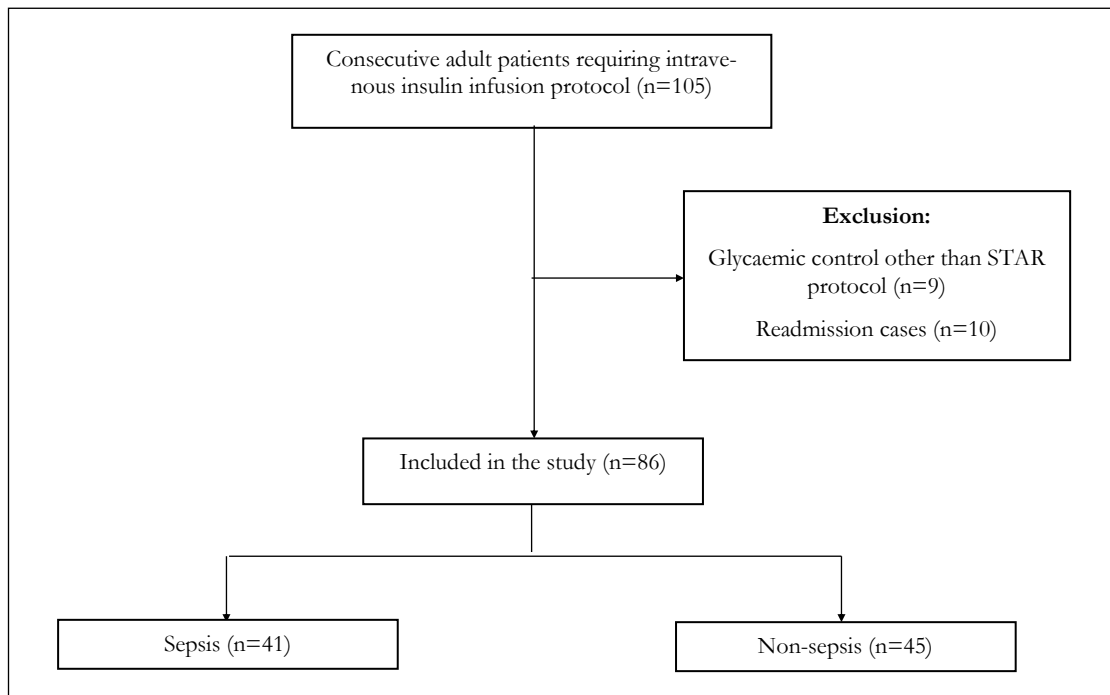 Consecutive adult patients requiring intrave-
nous insulin infusion protocol (n=105)
Exclusion:
Glycaemic control other than STAR
protocol (n=9)
Readmission cases (n=10)
Included in the study (n=86)
Sepsis (n=41)
Non-sepsis (n=45)